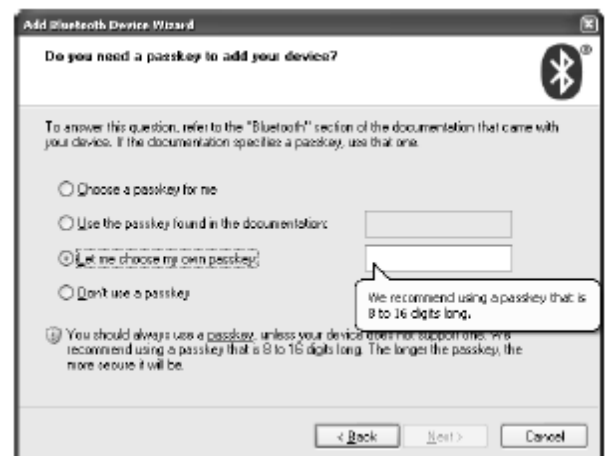 Add Bluetooth Device Wizard
Do you need a passkey to add your device?
®
To answer this question, refer to the "Bluetooth" section of the documentation that came with
your device. If the documentation specifies a passkey, use that one.
Choose a passkey for me
Use the passkey found in the documentation:
Let me choose my own passkey:
Don't use a passkey
We recommend using a passkey that is
8 to 16 digits long.
You should always use a passkey, unless your device does not support one. We
recommend using a passkey that is 8 to 16 digits long. The longer the passkey, the
more secure it will be.
< Back Next > Cancel